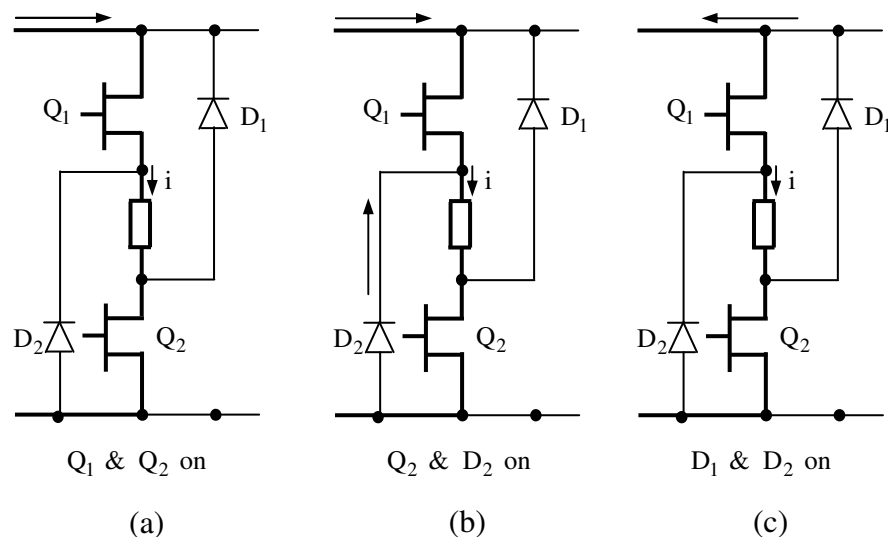 Q₁ D₁ Q₁ D₁ Q₁ D₁
i i i
D₂ Q₂ D₂ Q₂ D₂ Q₂
Q₁ & Q₂ on Q₂ & D₂ on D₁ & D₂ on
(a) (b) (c)